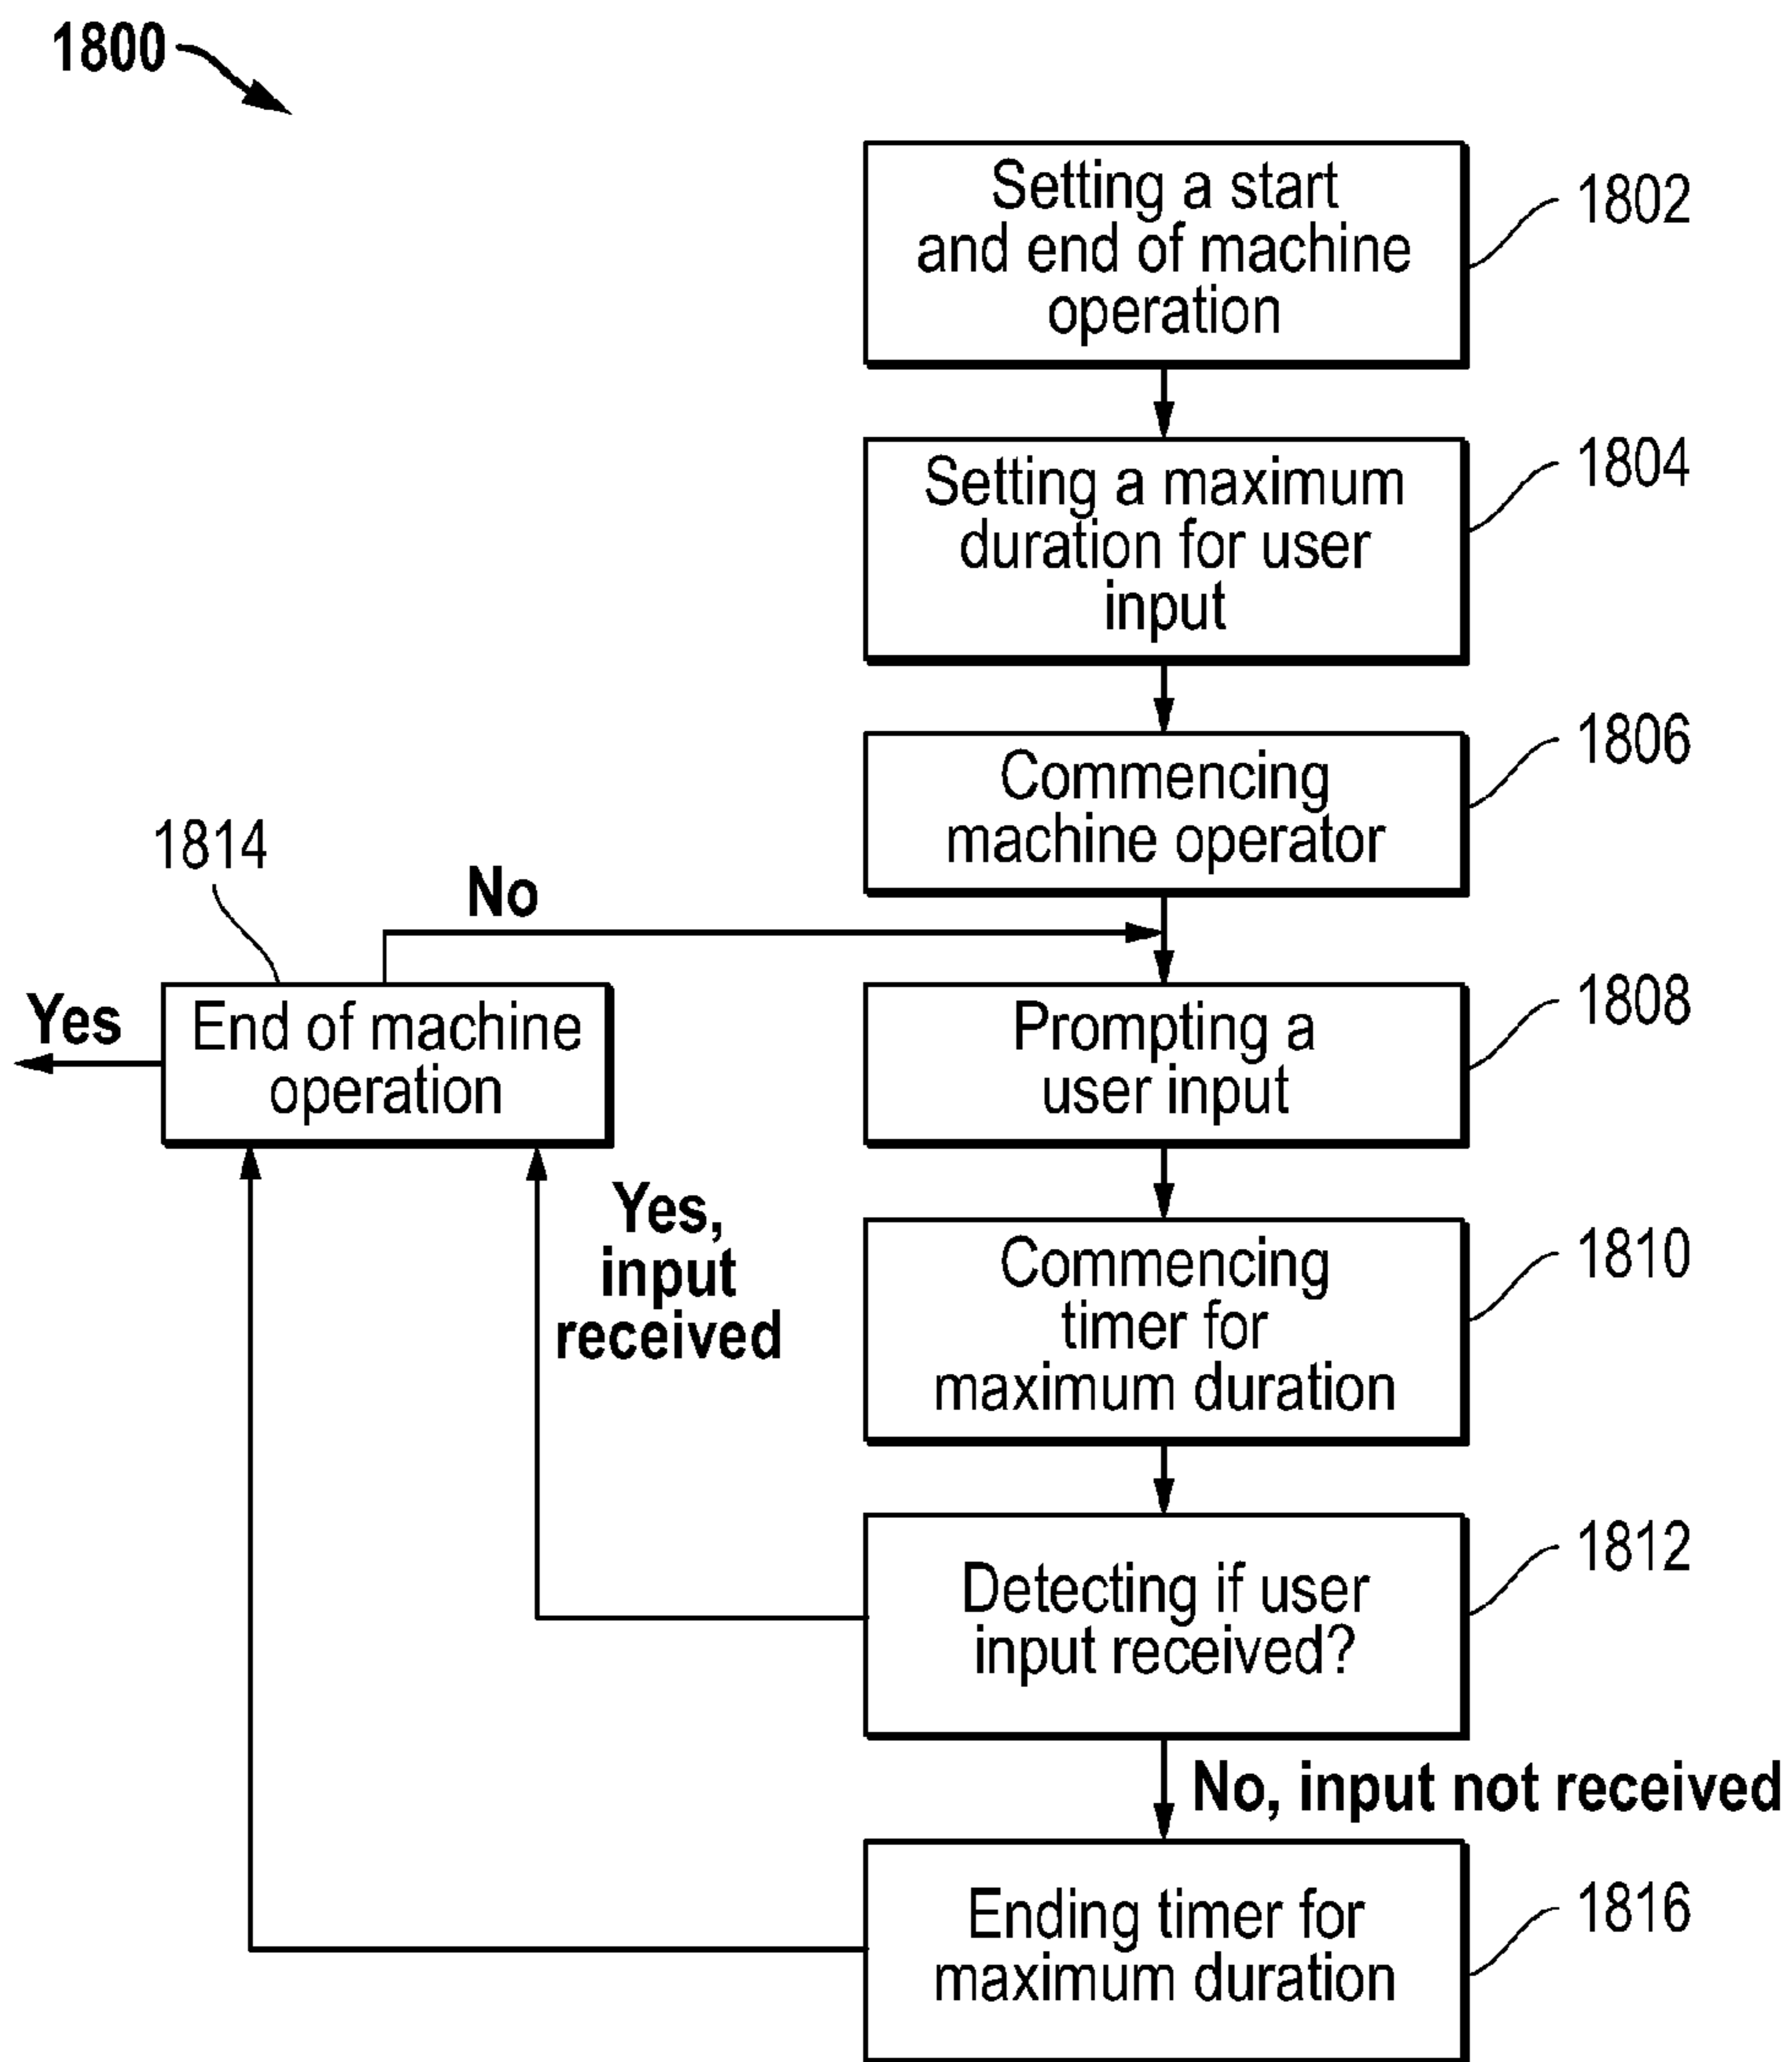 1800
Setting a start
and end of machine
operation
1802
Setting a maximum
duration for user
input
1804
Commencing
machine operator
1806
1814
No
Yes
End of machine
operation
Prompting a
user input
1808
Yes,
input
received
Commencing
timer for
maximum duration
1810
Detecting if user
input received?
1812
No, input not received
Ending timer for
maximum duration
1816